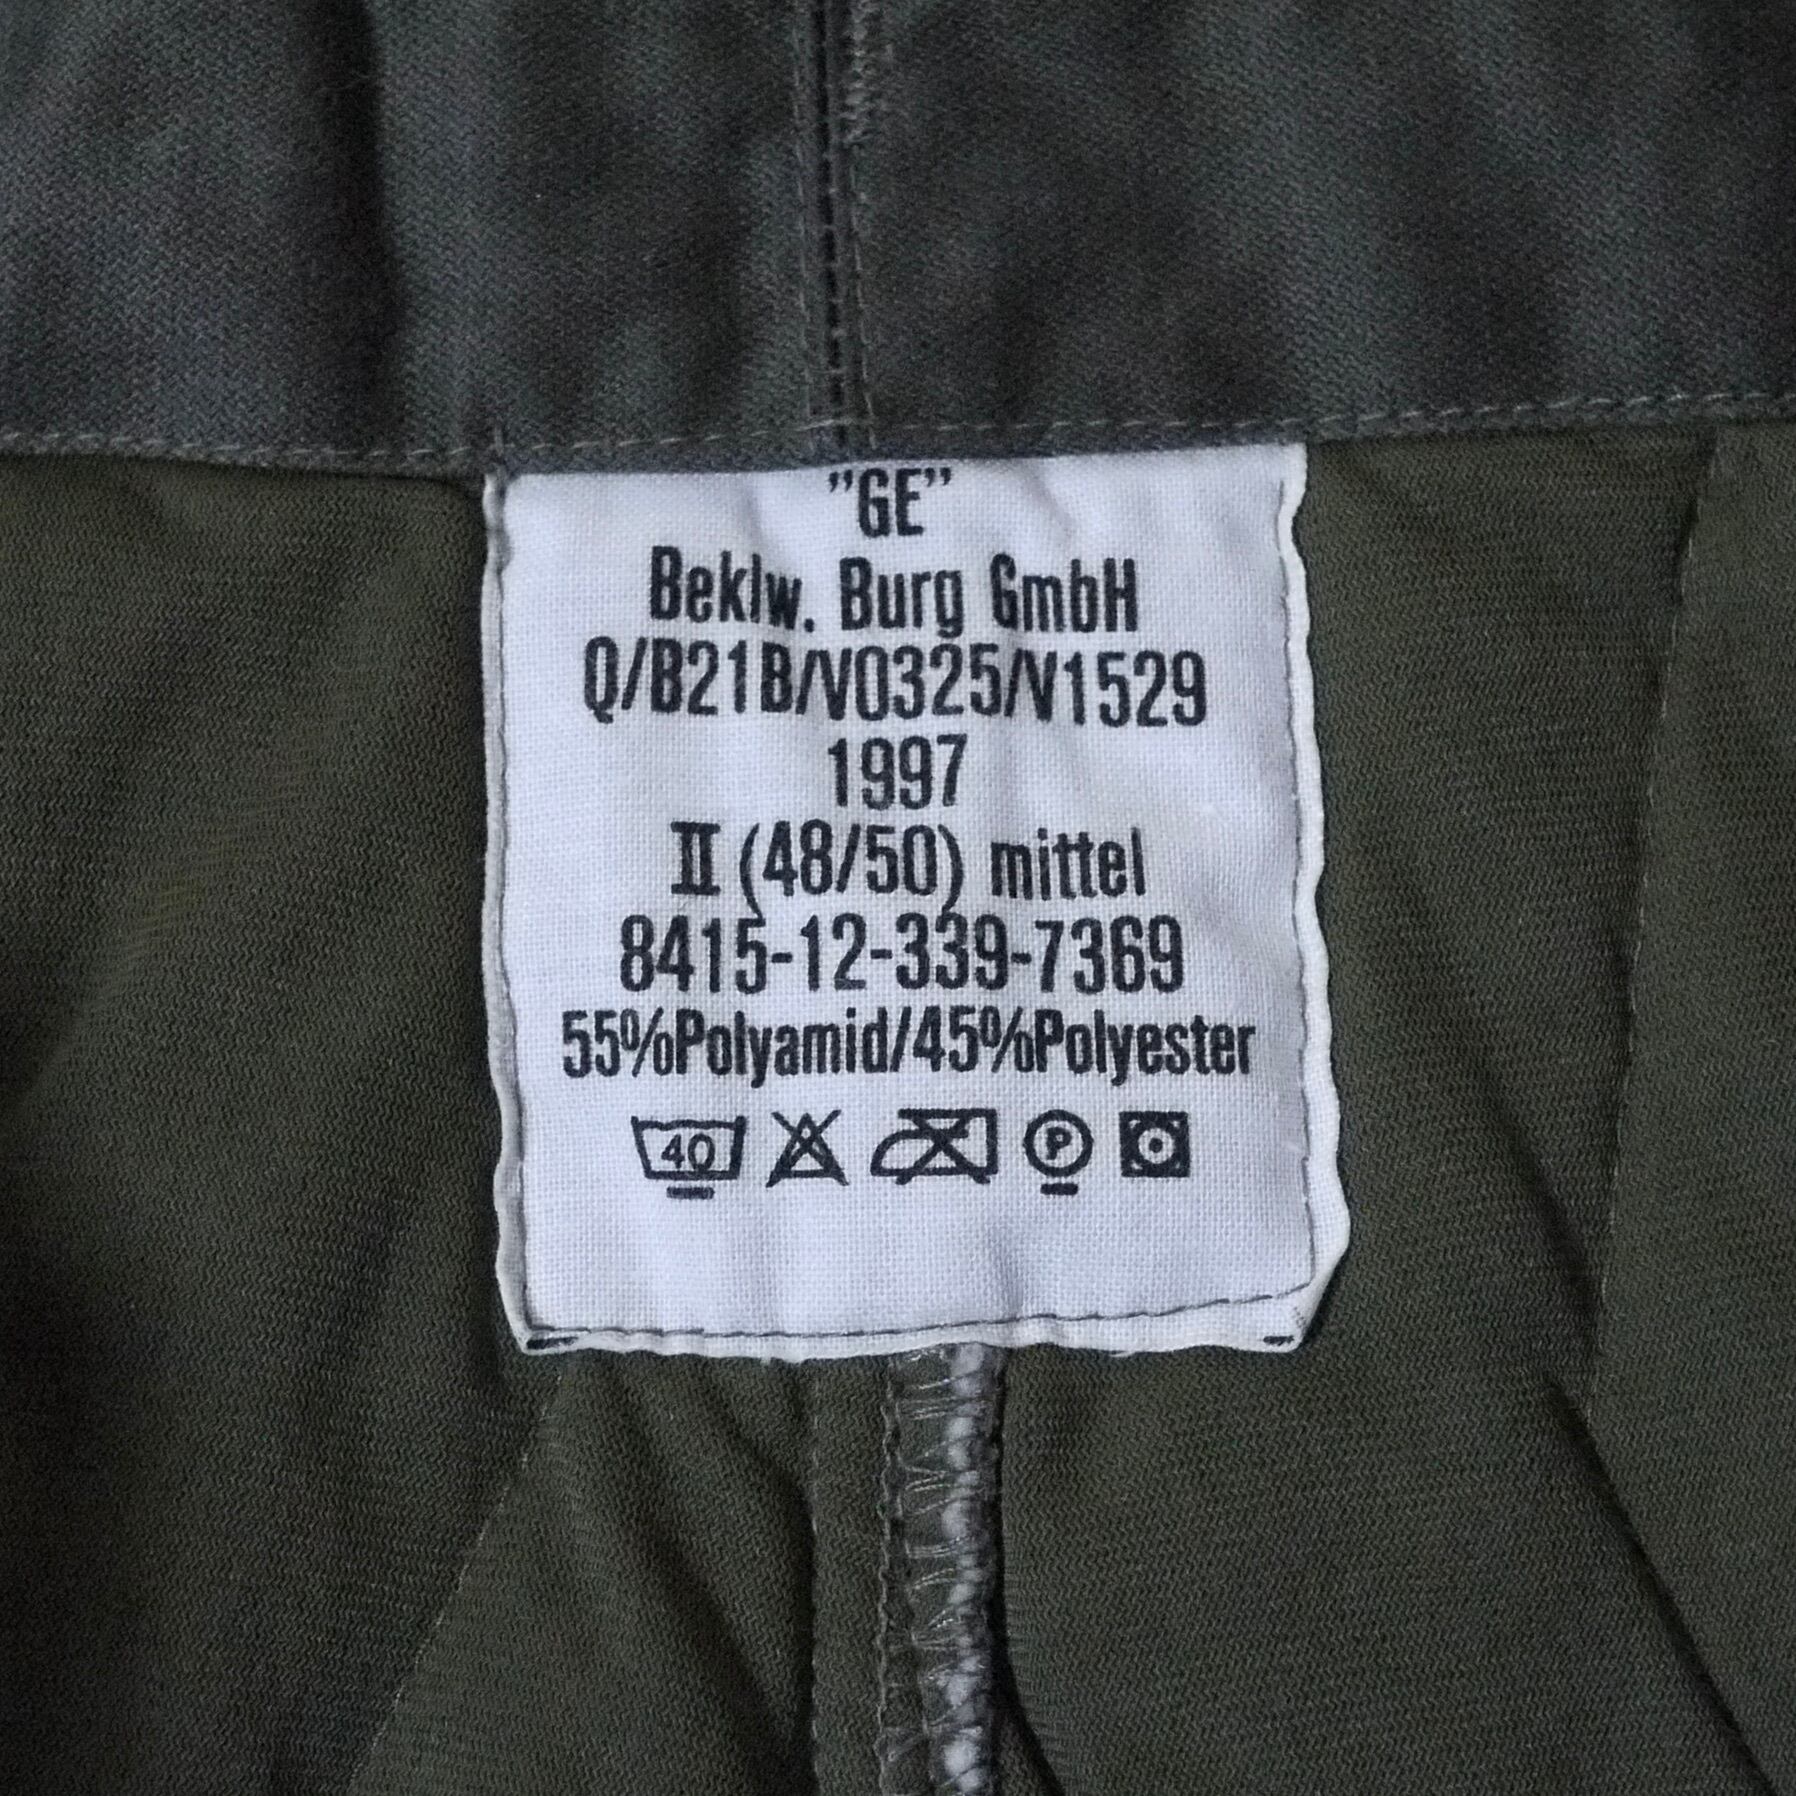 "GE"
Beklw. Burg GmbH
Q/B21B/V0325/V1529
1997
II (48/50) mittel
8415-12-339-7369
55%Polyamid/45%Polyester
40 P